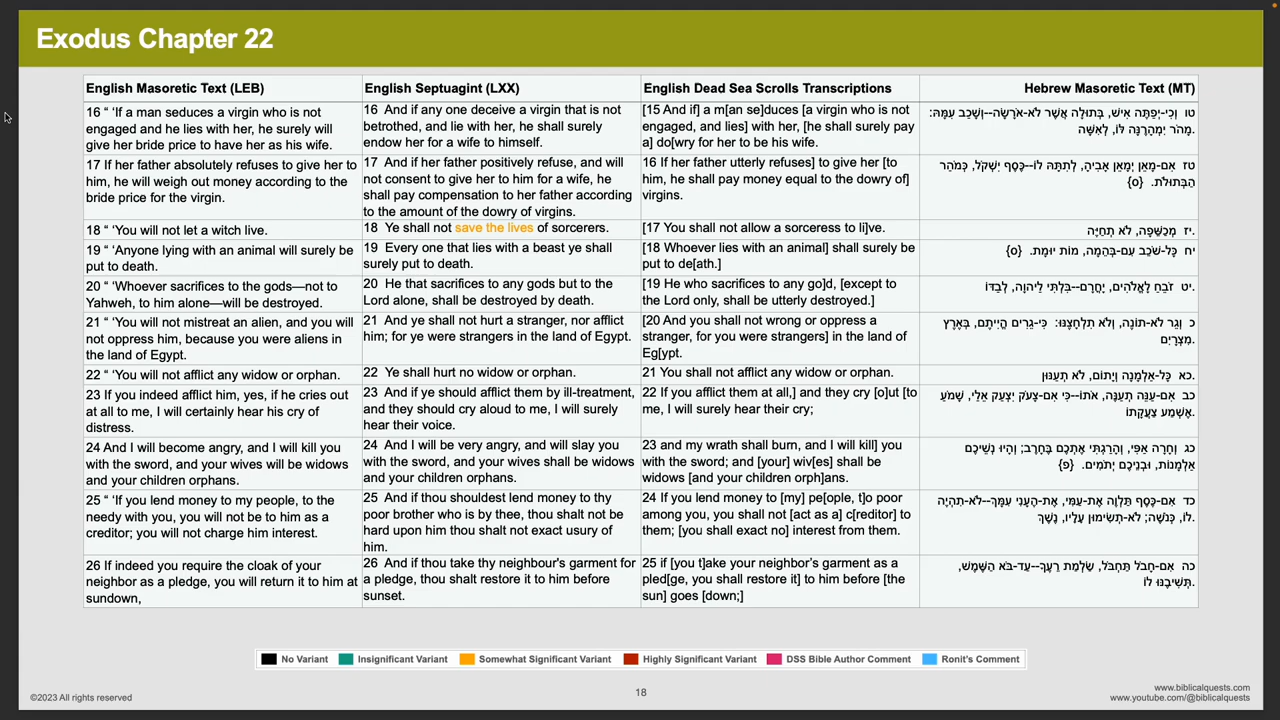 Exodus Chapter 22
English Masoretic Text (LEB)
English Septuagint (LXX)
English Dead Sea Scrolls Transcriptions
Hebrew Masoretic Text (MT)
16 “ ‘If a man seduces a virgin who is not
engaged and he lies with her, he surely will
give her bride price to have her as his wife.
16 And if any one deceive a virgin that is not
betrothed, and lie with her, he shall surely
endow her for a wife to himself.
[15 And if] a m[an se]duces [a virgin who is not
engaged, and lies] with her, [he shall surely pay
a] do[wry for her to be his wife.
טו וְכִי-יְפַתֶּה אִישׁ, בְּתוּלָה אֲשֶׁר לֹא-אֹרָשָׂה--וְשָׁכַב עִמָּהּ:
מָהֹר יִמְהָרֶנָּה לּוֹ, לְאִשָּׁה.
17 If her father absolutely refuses to give her to
him, he will weigh out money according to the
bride price for the virgin.
17 And if her father positively refuse, and will
not consent to give her to him for a wife, he
shall pay compensation to her father according
to the amount of the dowry of virgins.
16 If her father utterly refuses] to give her [to
him, he shall pay money equal to the dowry of]
virgins.
טז אִם-מָאֵן יְמָאֵן אָבִיהָ, לְתִתָּהּ לוֹ--כֶּסֶף יִשְׁקֹל, כְּמֹהַר
הַבְּתוּלֹת. {ס}
18 “ ‘You will not let a witch live.
18 Ye shall not save the lives of sorcerers.
[17 You shall not allow a sorceress to li]ve.
יז מְכַשֵּׁפָה, לֹא תְחַיֶּה.
19 “ ‘Anyone lying with an animal will surely be
put to death.
19 Every one that lies with a beast ye shall
surely put to death.
[18 Whoever lies with an animal] shall surely be
put to de[ath.]
יח כָּל-שֹׁכֵב עִם-בְּהֵמָה, מוֹת יוּמָת. {ס}
20 “ ‘Whoever sacrifices to the gods—not to
Yahweh, to him alone—will be destroyed.
20 He that sacrifices to any gods but to the
Lord alone, shall be destroyed by death.
[19 He who sacrifices to any go]d, [except to
the Lord only, shall be utterly destroyed.]
יט זֹבֵחַ לָאֱלֹהִים, יָחֳרָם--בִּלְתִּי לַיהוָה, לְבַדּוֹ.
21 “ ‘You will not mistreat an alien, and you will
not oppress him, because you were aliens in
the land of Egypt.
21 And ye shall not hurt a stranger, nor afflict
him; for ye were strangers in the land of Egypt.
[20 And you shall not wrong or oppress a
stranger, for you were strangers] in the land of
Eg[ypt.
כ וְגֵר לֹא-תוֹנֶה, וְלֹא תִלְחָצֶנּוּ: כִּי-גֵרִים הֱיִיתֶם, בְּאֶרֶץ
מִצְרָיִם.
22 “ ‘You will not afflict any widow or orphan.
22 Ye shall hurt no widow or orphan.
21 You shall not afflict any widow or orphan.
כא כָּל-אַלְמָנָה וְיָתוֹם, לֹא תְעַנּוּן.
23 If you indeed afflict him, yes, if he cries out
at all to me, I will certainly hear his cry of
distress.
23 And if ye should afflict them by ill-treatment,
and they should cry aloud to me, I will surely
hear their voice.
22 If you afflict them at all,] and they cry [o]ut [to
me, I will surely hear their cry;
כב אִם-עַנֵּה תְעַנֶּה, אֹתוֹ--כִּי אִם-צָעֹק יִצְעַק אֵלַי, שָׁמֹעַ
אֶשְׁמַע צַעֲקָתוֹ.
24 And I will become angry, and I will kill you
with the sword, and your wives will be widows
and your children orphans.
24 And I will be very angry, and will slay you
with the sword, and your wives shall be widows
and your children orphans.
23 and my wrath shall burn, and I will kill] you
with the sword; and [your] wiv[es] shall be
widows [and your children orph]ans.
כג וְחָרָה אַפִּי, וְהָרַגְתִּי אֶתְכֶם בֶּחָרֶב; וְהָיוּ נְשֵׁיכֶם
אַלְמָנוֹת, וּבְנֵיכֶם יְתֹמִים. {פ}
25 “ ‘If you lend money to my people, to the
needy with you, you will not be to him as a
creditor; you will not charge him interest.
25 And if thou shouldest lend money to thy
poor brother who is by thee, thou shalt not be
hard upon him thou shalt not exact usury of
him.
24 If you lend money to [my] pe[ople, t]o poor
among you, you shall not [act as a] c[reditor] to
them; [you shall exact no] interest from them.
כד אִם-כֶּסֶף תַּלְוֶה אֶת-עַמִּי, אֶת-הֶעָנִי עִמָּךְ--לֹא-תִהְיֶה
לוֹ, כְּנֹשֶׁה; לֹא-תְשִׂימוּן עָלָיו, נֶשֶׁךְ.
26 If indeed you require the cloak of your
neighbor as a pledge, you will return it to him at
sundown,
26 And if thou take thy neighbour's garment for
a pledge, thou shalt restore it to him before
sunset.
25 if [you t]ake your neighbor’s garment as a
pled[ge, you shall restore it] to him before [the
sun] goes [down;]
כה אִם-חָבֹל תַּחְבֹּל, שַׂלְמַת רֵעֶךָ--עַד-בֹּא הַשֶּׁמֶשׁ,
תְּשִׁיבֶנּוּ לוֹ.
No Variant
Insignificant Variant
Somewhat Significant Variant
Highly Significant Variant
DSS Bible Author Comment
Ronit's Comment
©2023 All rights reserved
18
www.biblicalquests.com
www.youtube.com/@biblicalquests